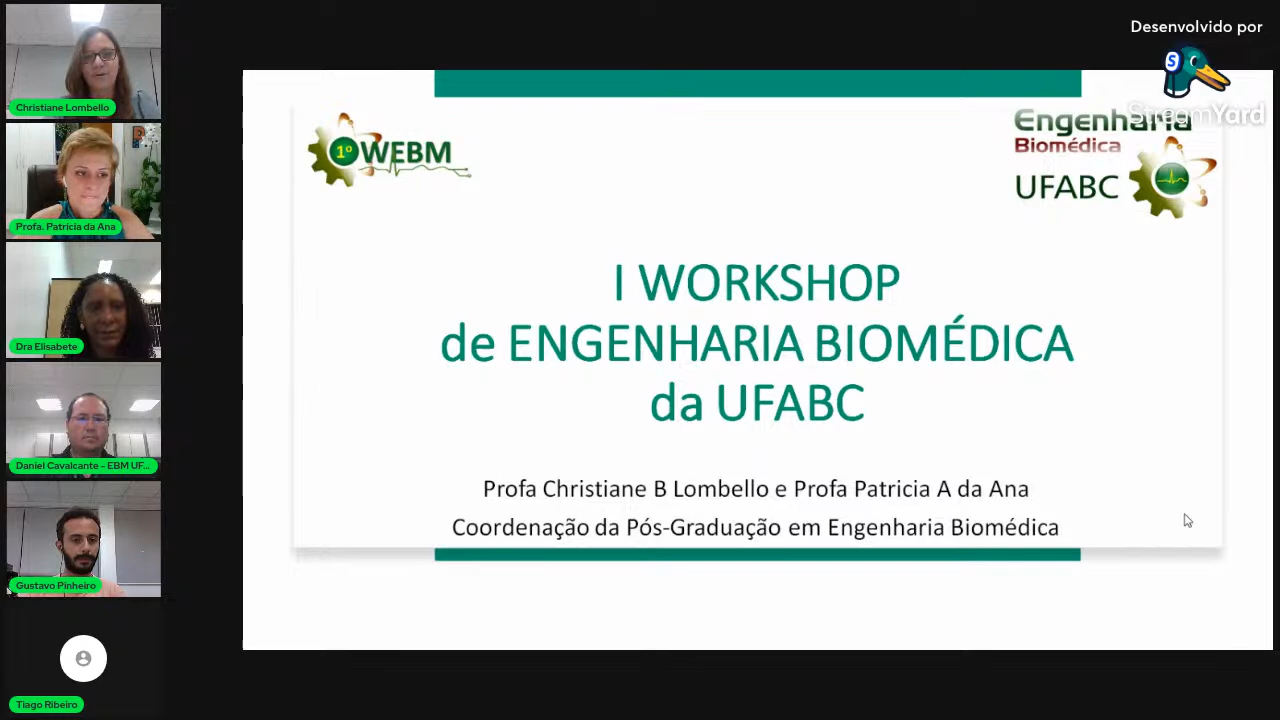 Christiane Lombello
Profa. Patricia da Ana
Dra Elisabete
Daniel Cavalcante - EBM UF...
Gustavo Pinheiro
Tiago Ribeiro
Desenvolvido por
S
StreamYard
1º WEBM
Engenharia
Biomédica
UFABC
I WORKSHOP
de ENGENHARIA BIOMÉDICA
da UFABC
Profa Christiane B Lombello e Profa Patricia A da Ana
Coordenação da Pós-Graduação em Engenharia Biomédica